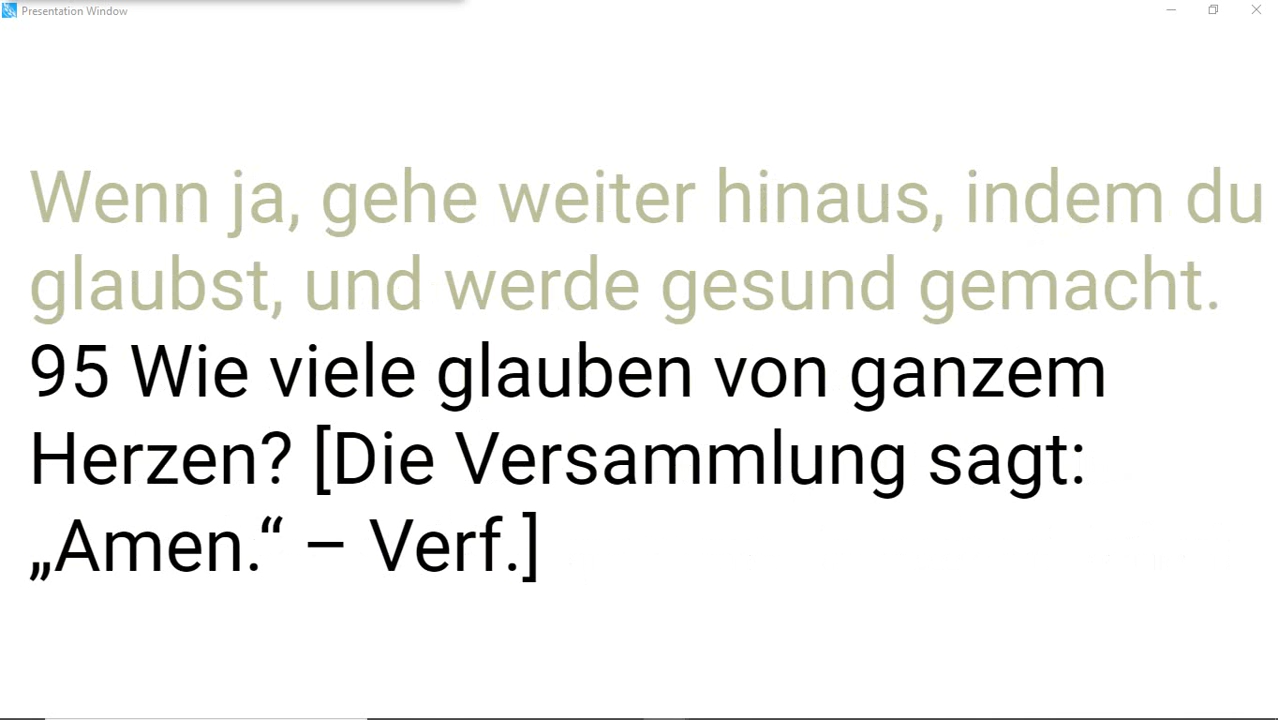 Presentation Window
Wenn ja, gehe weiter hinaus, indem du
glaubst, und werde gesund gemacht.
95 Wie viele glauben von ganzem
Herzen? [Die Versammlung sagt:
„Amen.“ – Verf.]